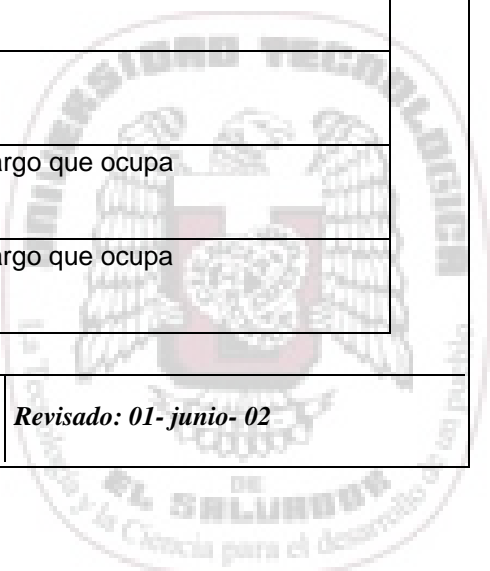 UNIVERSIDAD TECNOLOGICA
argo que ocupa
argo que ocupa
Revisado: 01- junio- 02
DE
EL SALVADOR
La Tecnología y la Ciencia para el desarrollo de un pueblo